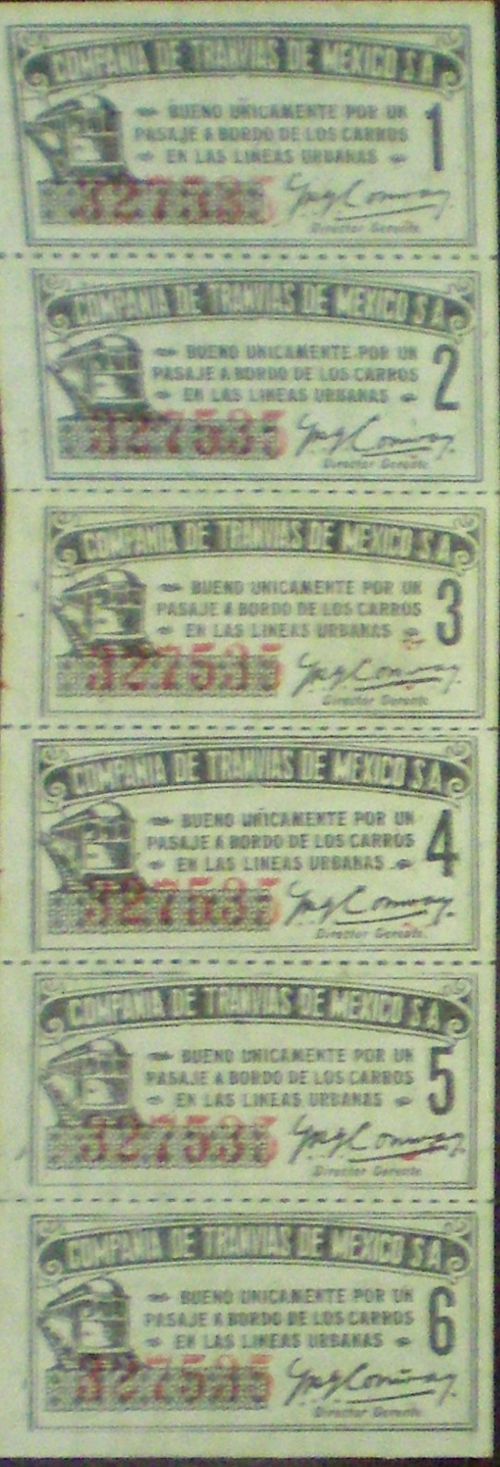 COMPAÑIA DE TRANVIAS DE MEXICO S A
BUENO UNICAMENTE POR UN
PASAJE A BORDO DE LOS CARROS
EN LAS LINEAS URBANAS
1
327535
Director Gerente
COMPAÑIA DE TRANVIAS DE MEXICO S.A.
BUENO UNICAMENTE POR UN
PASAJE A BORDO DE LOS CARROS
EN LAS LINEAS URBANAS
2
327535
Director Gerente
COMPAÑIA DE TRANVIAS DE MEXICO S.A.
BUENO UNICAMENTE POR UN
PASAJE A BORDO DE LOS CARROS
EN LAS LINEAS URBANAS
3
327535
Director Gerente
COMPAÑIA DE TRANVIAS DE MEXICO S.A.
BUENO UNICAMENTE POR UN
PASAJE A BORDO DE LOS CARROS
EN LAS LINEAS URBANAS
4
327535
Director Gerente
COMPAÑIA DE TRANVIAS DE MEXICO S A
BUENO UNICAMENTE POR UN
PASAJE A BORDO DE LOS CARROS
EN LAS LINEAS URBANAS
5
327535
Director Gerente
COMPAÑIA DE TRANVIAS DE MEXICO S A
BUENO UNICAMENTE POR UN
PASAJE A BORDO DE LOS CARROS
EN LAS LINEAS URBANAS
6
327535
Director Gerente